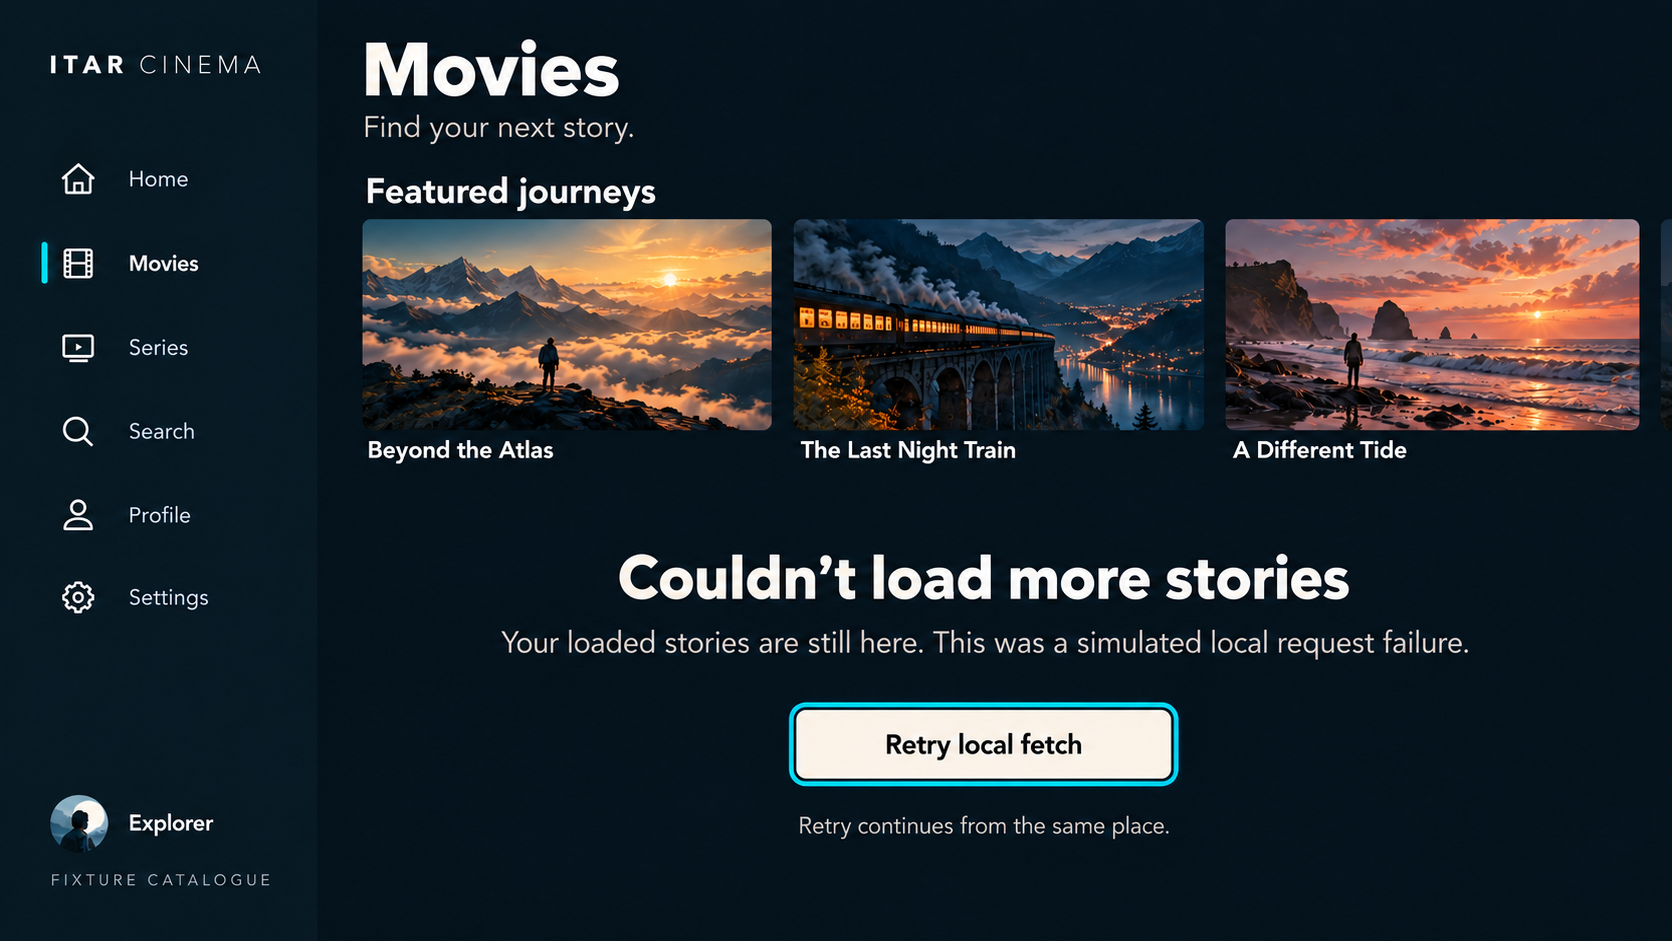 ITAR CINEMA
Home
Movies
Series
Search
Profile
Settings
Explorer
FIXTURE CATALOGUE
Movies
Find your next story.
Featured journeys
Beyond the Atlas
The Last Night Train
A Different Tide
Couldn’t load more stories
Your loaded stories are still here. This was a simulated local request failure.
Retry local fetch
Retry continues from the same place.